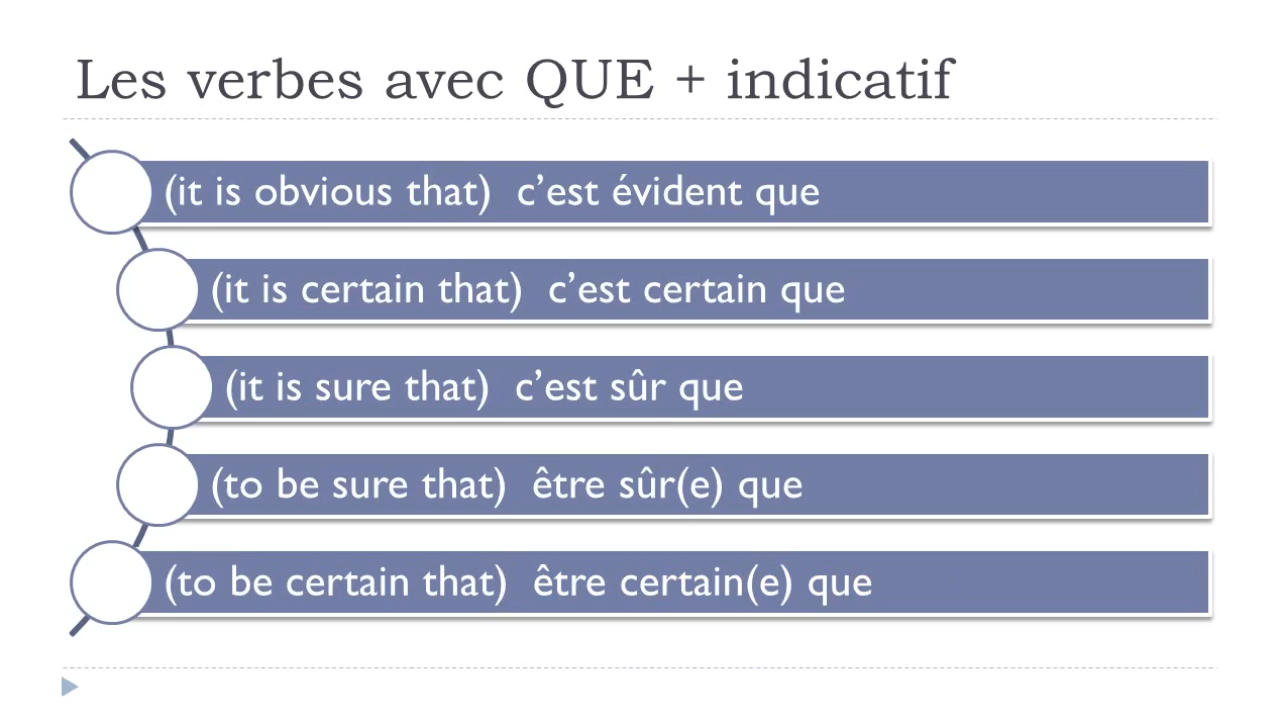 Les verbes avec QUE + indicatif
(it is obvious that) c’est évident que
(it is certain that) c’est certain que
(it is sure that) c’est sûr que
(to be sure that) être sûr(e) que
(to be certain that) être certain(e) que